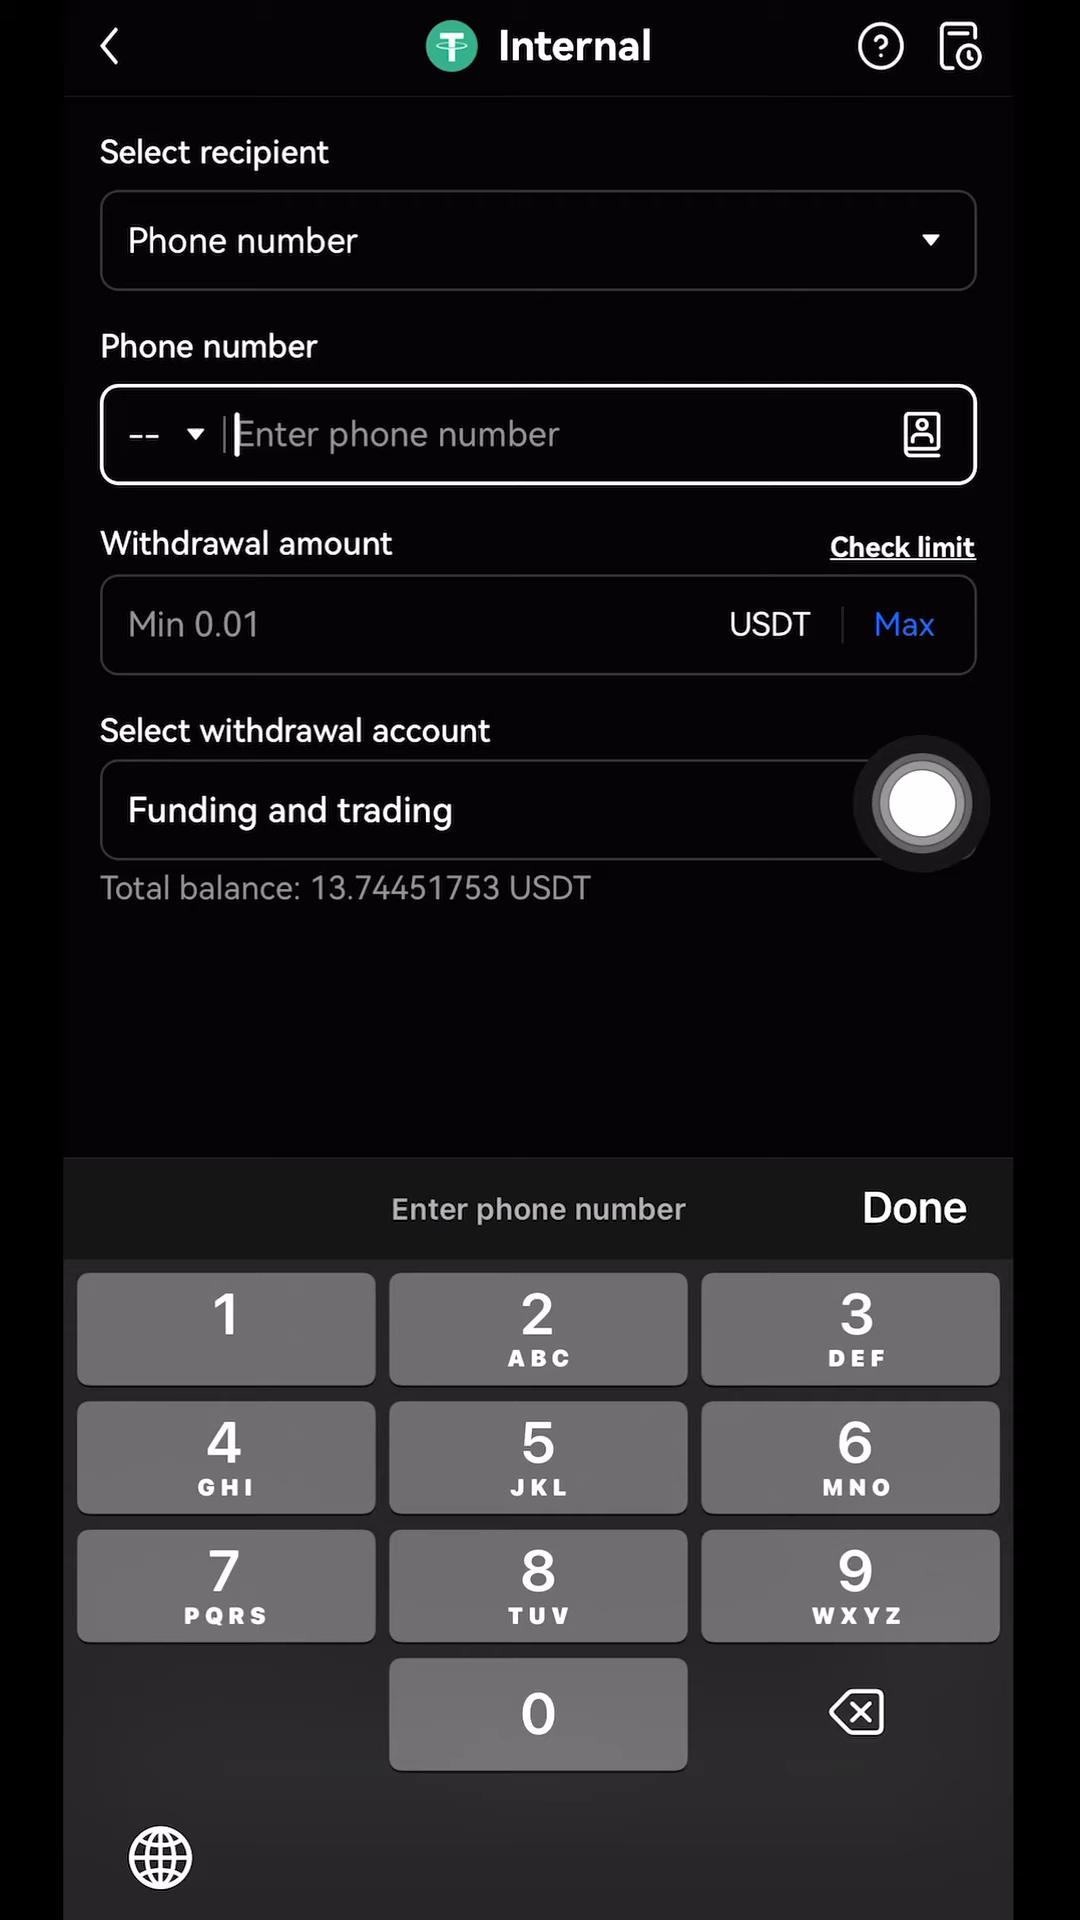 Internal
Select recipient
Phone number
Phone number
-- Enter phone number
Withdrawal amount Check limit
Min 0.01 USDT Max
Select withdrawal account
Funding and trading
Total balance: 13.74451753 USDT
Enter phone number Done
1 2 3
ABC DEF
4 5 6
GHI JKL MNO
7 8 9
PQRS TUV WXYZ
0